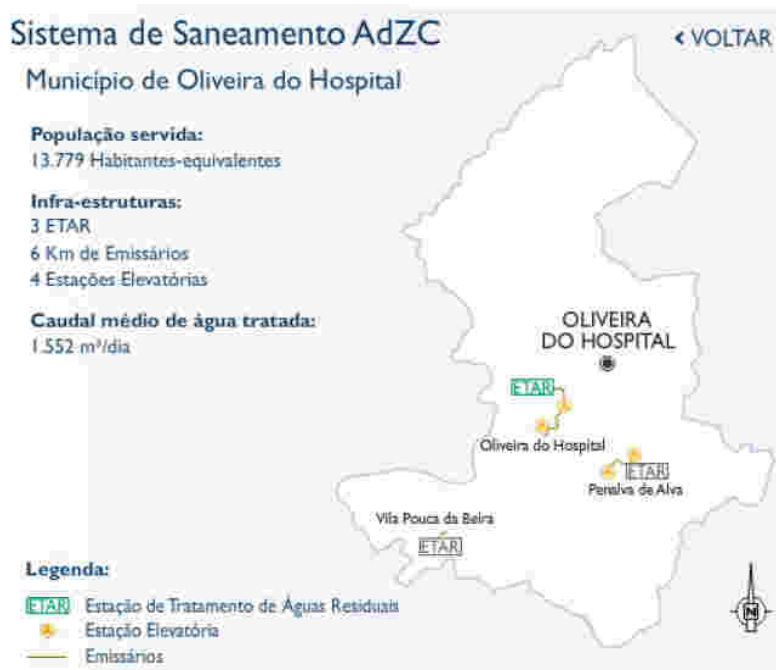 Sistema de Saneamento AdZC
< VOLTAR
Município de Oliveira do Hospital
População servida:
13.779 Habitantes-equivalentes
Infra-estruturas:
3 ETAR
6 Km de Emissários
4 Estações Elevatórias
Caudal médio de água tratada:
1.552 m³/dia
OLIVEIRA
DO HOSPITAL
ETAR
Oliveira do Hospital
ETAR
Penalva de Alva
Vila Pouca da Beira
ETAR
Legenda:
ETAR Estação de Tratamento de Águas Residuais
Estação Elevatória
Emissários
N